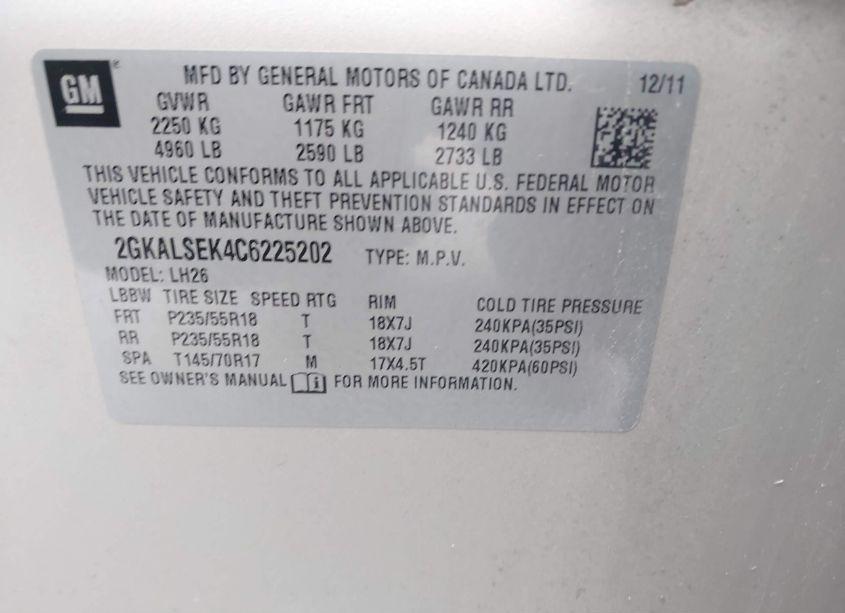 GM
MFD BY GENERAL MOTORS OF CANADA LTD. 12/11
GVWR GAWR FRT GAWR RR
2250 KG 1175 KG 1240 KG
4960 LB 2590 LB 2733 LB
THIS VEHICLE CONFORMS TO ALL APPLICABLE U.S. FEDERAL MOTOR
VEHICLE SAFETY AND THEFT PREVENTION STANDARDS IN EFFECT ON
THE DATE OF MANUFACTURE SHOWN ABOVE.
2GKALSEK4C6225202 TYPE: M.P.V.
MODEL: LH26
LBBW TIRE SIZE SPEED RTG RIM COLD TIRE PRESSURE
FRT P235/55R18 T 18X7J 240KPA(35PSI)
RR P235/55R18 T 18X7J 240KPA(35PSI)
SPA T145/70R17 M 17X4.5T 420KPA(60PSI)
SEE OWNER'S MANUAL i FOR MORE INFORMATION.